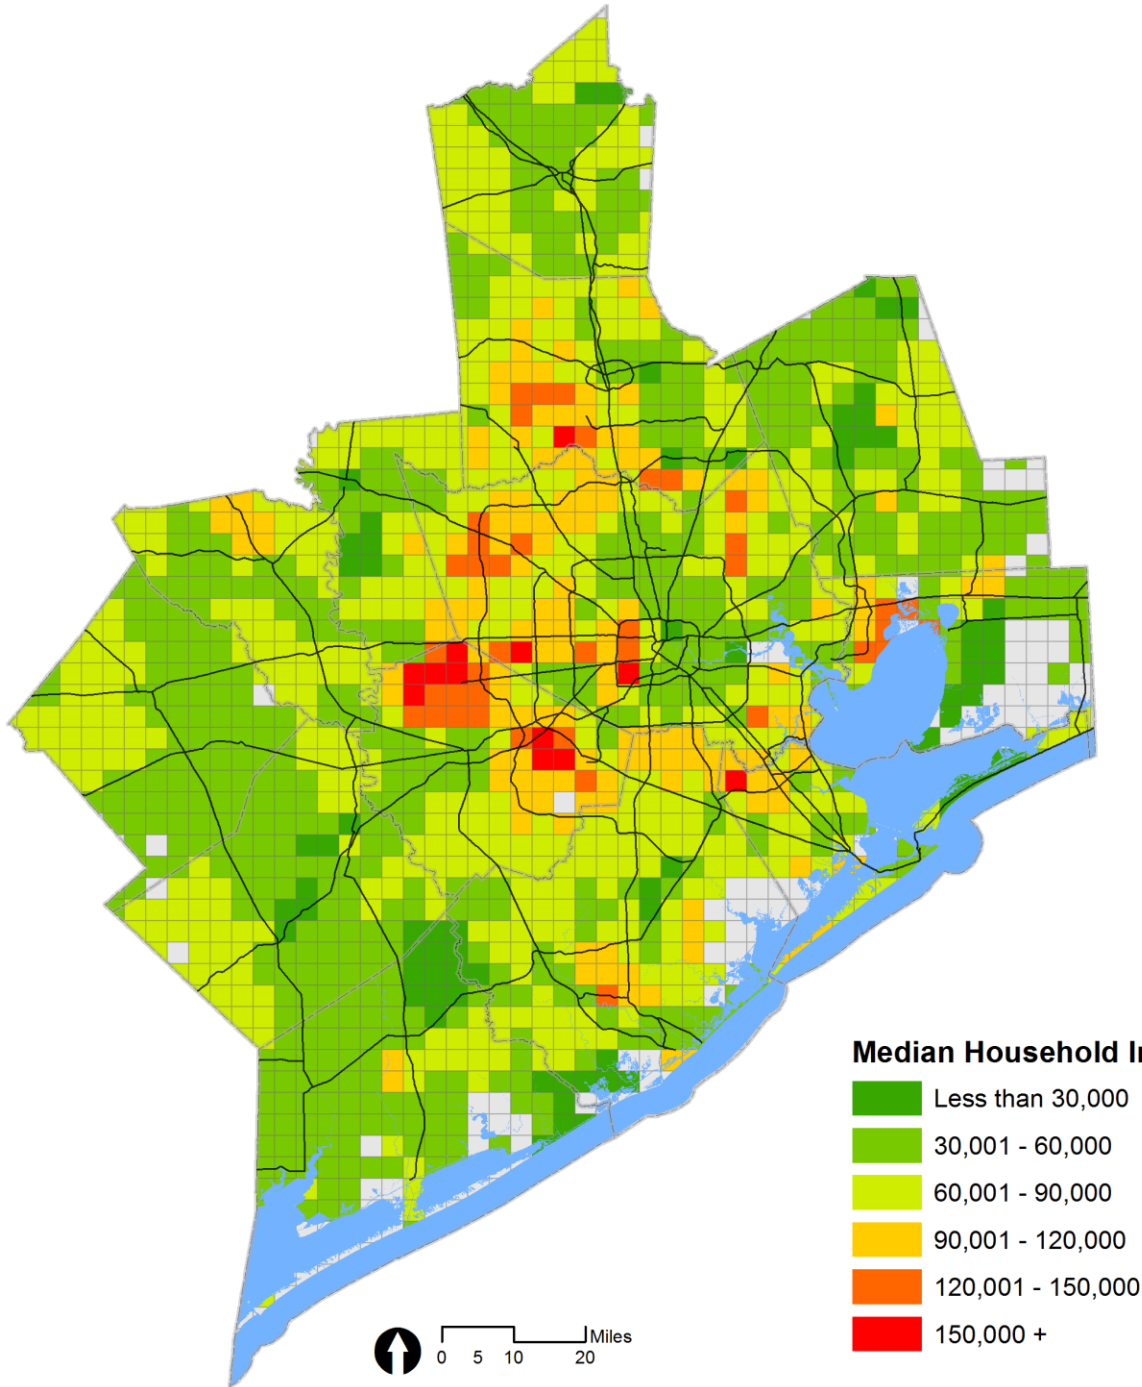 Median Household I
Less than 30,000
30,001 - 60,000
60,001 - 90,000
90,001 - 120,000
120,001 - 150,000
150,000 +
Miles
0 5 10 20